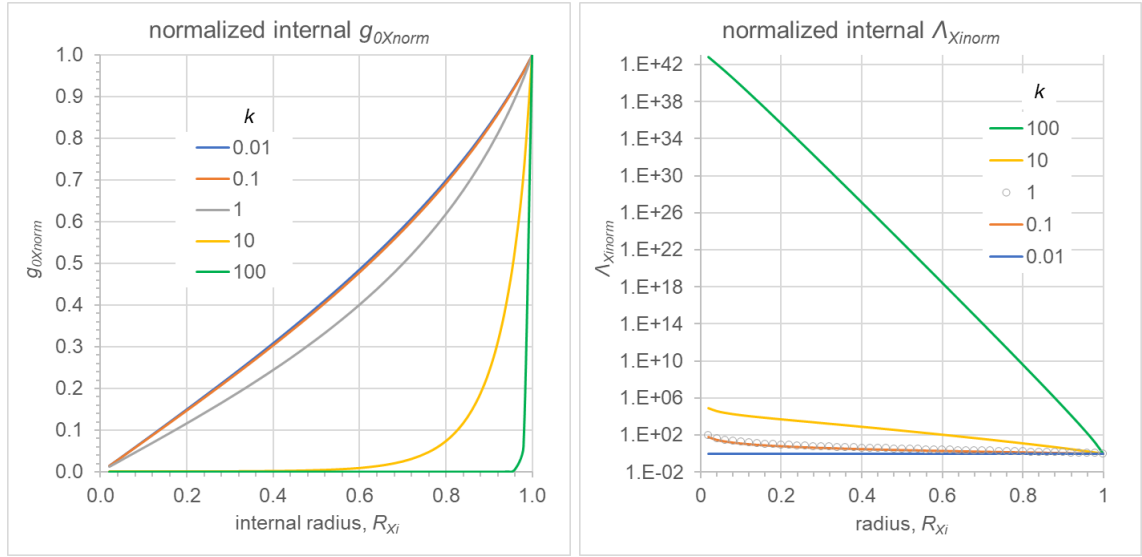 normalized internal g0Xnorm
1.0
0.9
0.8
0.7
0.6
0.5
0.4
0.3
0.2
0.1
0.0
g0Xnorm
k
0.01
0.1
1
10
100
0.0 0.2 0.4 0.6 0.8 1.0
internal radius, RXi
normalized internal ΛXinorm
1.E+42
1.E+38
1.E+34
1.E+30
1.E+26
1.E+22
1.E+18
1.E+14
1.E+10
1.E+06
1.E+02
1.E-02
ΛXinorm
k
100
10
1
0.1
0.01
0 0.2 0.4 0.6 0.8 1
radius, RXi